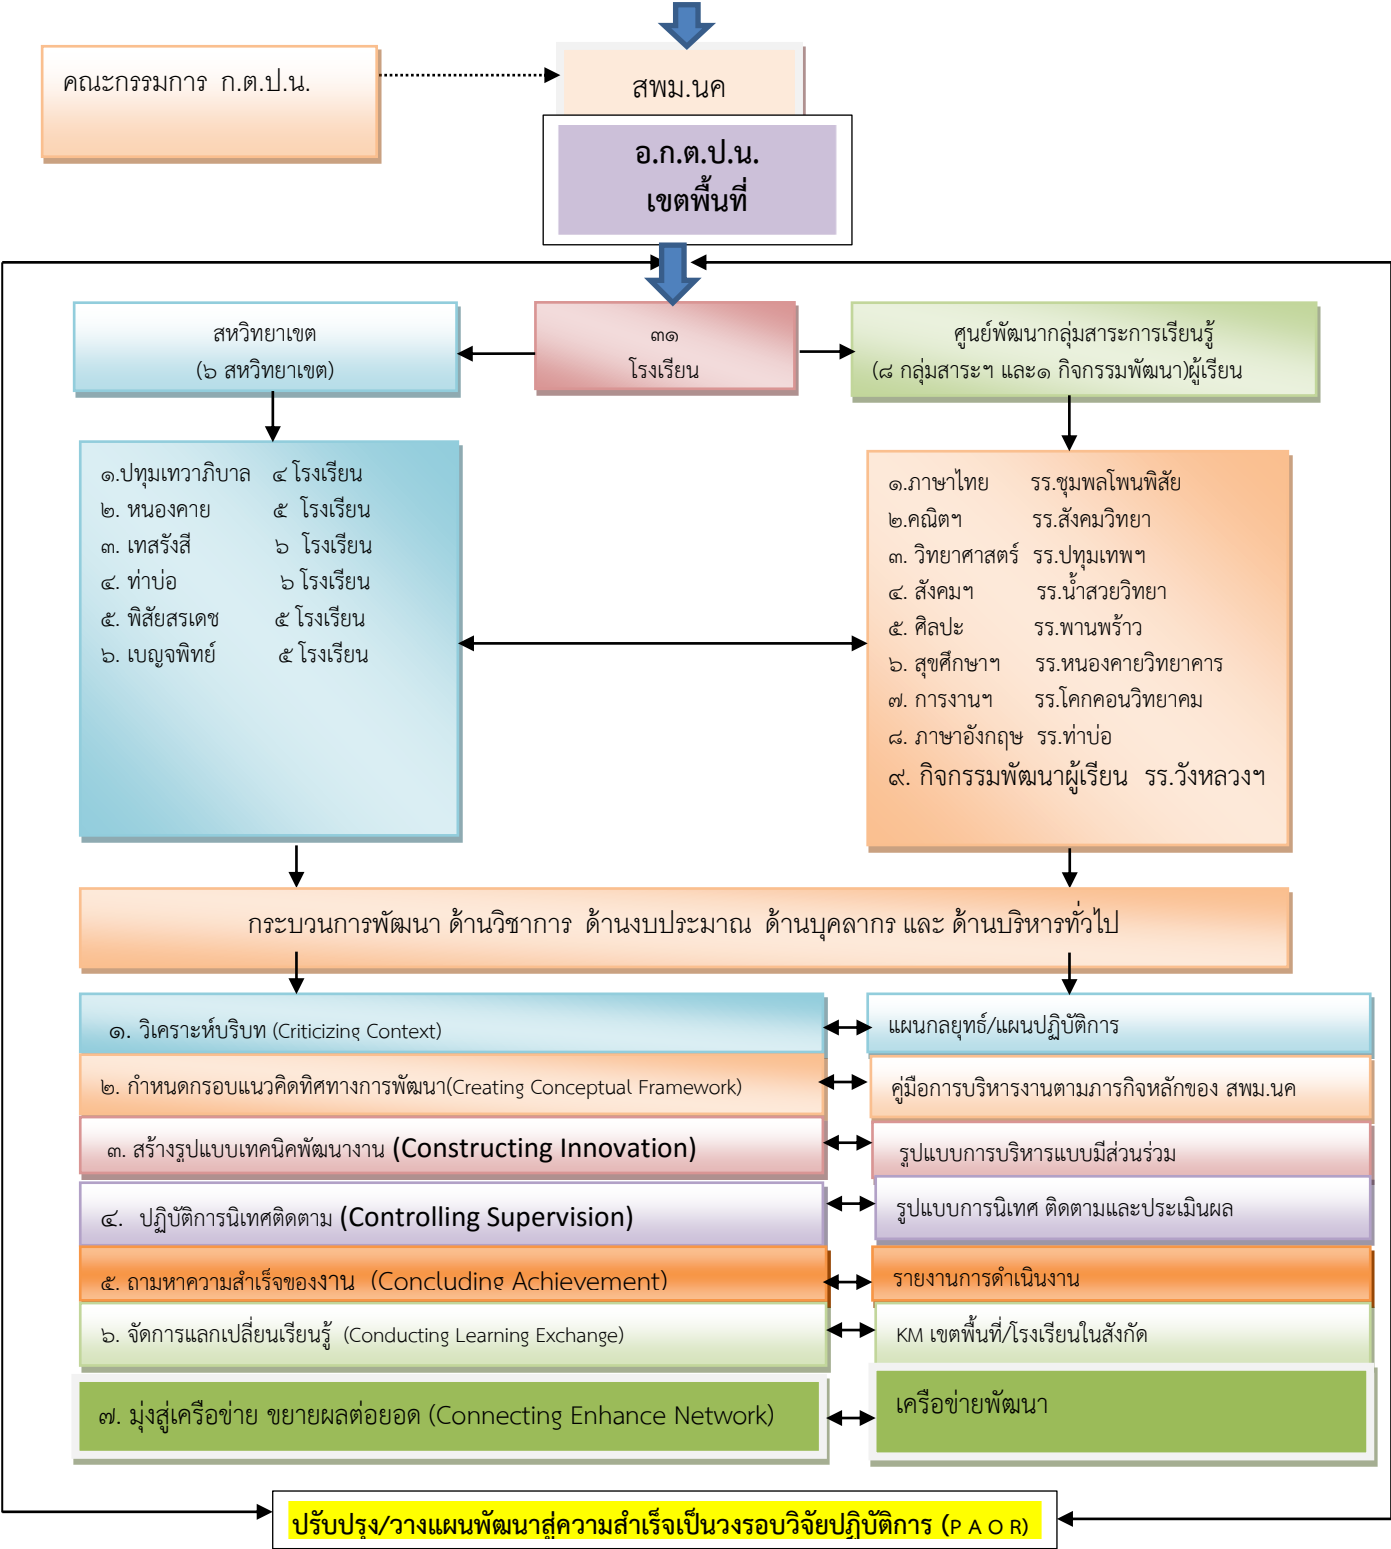 คณะกรรมการ ก.ต.ป.น.
สพม.นค
อ.ก.ต.ป.น.
เขตพื้นที่
สหวิทยาเขต
(๖ สหวิทยาเขต)
๓๑
โรงเรียน
ศูนย์พัฒนากลุ่มสาระการเรียนรู้
(๘ กลุ่มสาระฯ และ๑ กิจกรรมพัฒนา)ผู้เรียน
๑.ปทุมเทวาภิบาล ๔ โรงเรียน
๒. หนองคาย ๕ โรงเรียน
๓. เทสรังสี ๖ โรงเรียน
๔. ท่าบ่อ ๖ โรงเรียน
๕. พิสัยสรเดช ๕ โรงเรียน
๖. เบญจพิทย์ ๕ โรงเรียน
๑.ภาษาไทย รร.ชุมพลโพนพิสัย
๒.คณิตฯ รร.สังคมวิทยา
๓. วิทยาศาสตร์ รร.ปทุมเทพฯ
๔. สังคมฯ รร.น้ำสวยวิทยา
๕. ศิลปะ รร.พานพร้าว
๖. สุขศึกษาฯ รร.หนองคายวิทยาคาร
๗. การงานฯ รร.โคกคอนวิทยาคม
๘. ภาษาอังกฤษ รร.ท่าบ่อ
๙. กิจกรรมพัฒนาผู้เรียน รร.วังหลวงฯ
กระบวนการพัฒนา ด้านวิชาการ ด้านงบประมาณ ด้านบุคลากร และ ด้านบริหารทั่วไป
๑. วิเคราะห์บริบท (Criticizing Context)
แผนกลยุทธ์/แผนปฏิบัติการ
๒. กำหนดกรอบแนวคิดทิศทางการพัฒนา(Creating Conceptual Framework)
คู่มือการบริหารงานตามภารกิจหลักของ สพม.นค
๓. สร้างรูปแบบเทคนิคพัฒนางาน (Constructing Innovation)
รูปแบบการบริหารแบบมีส่วนร่วม
๔. ปฏิบัติการนิเทศติดตาม (Controlling Supervision)
รูปแบบการนิเทศ ติดตามและประเมินผล
๕. ถามหาความสำเร็จของงาน (Concluding Achievement)
รายงานการดำเนินงาน
๖. จัดการแลกเปลี่ยนเรียนรู้ (Conducting Learning Exchange)
KM เขตพื้นที่/โรงเรียนในสังกัด
๗. มุ่งสู่เครือข่าย ขยายผลต่อยอด (Connecting Enhance Network)
เครือข่ายพัฒนา
ปรับปรุง/วางแผนพัฒนาสู่ความสำเร็จเป็นวงรอบวิจัยปฏิบัติการ (P A O R)